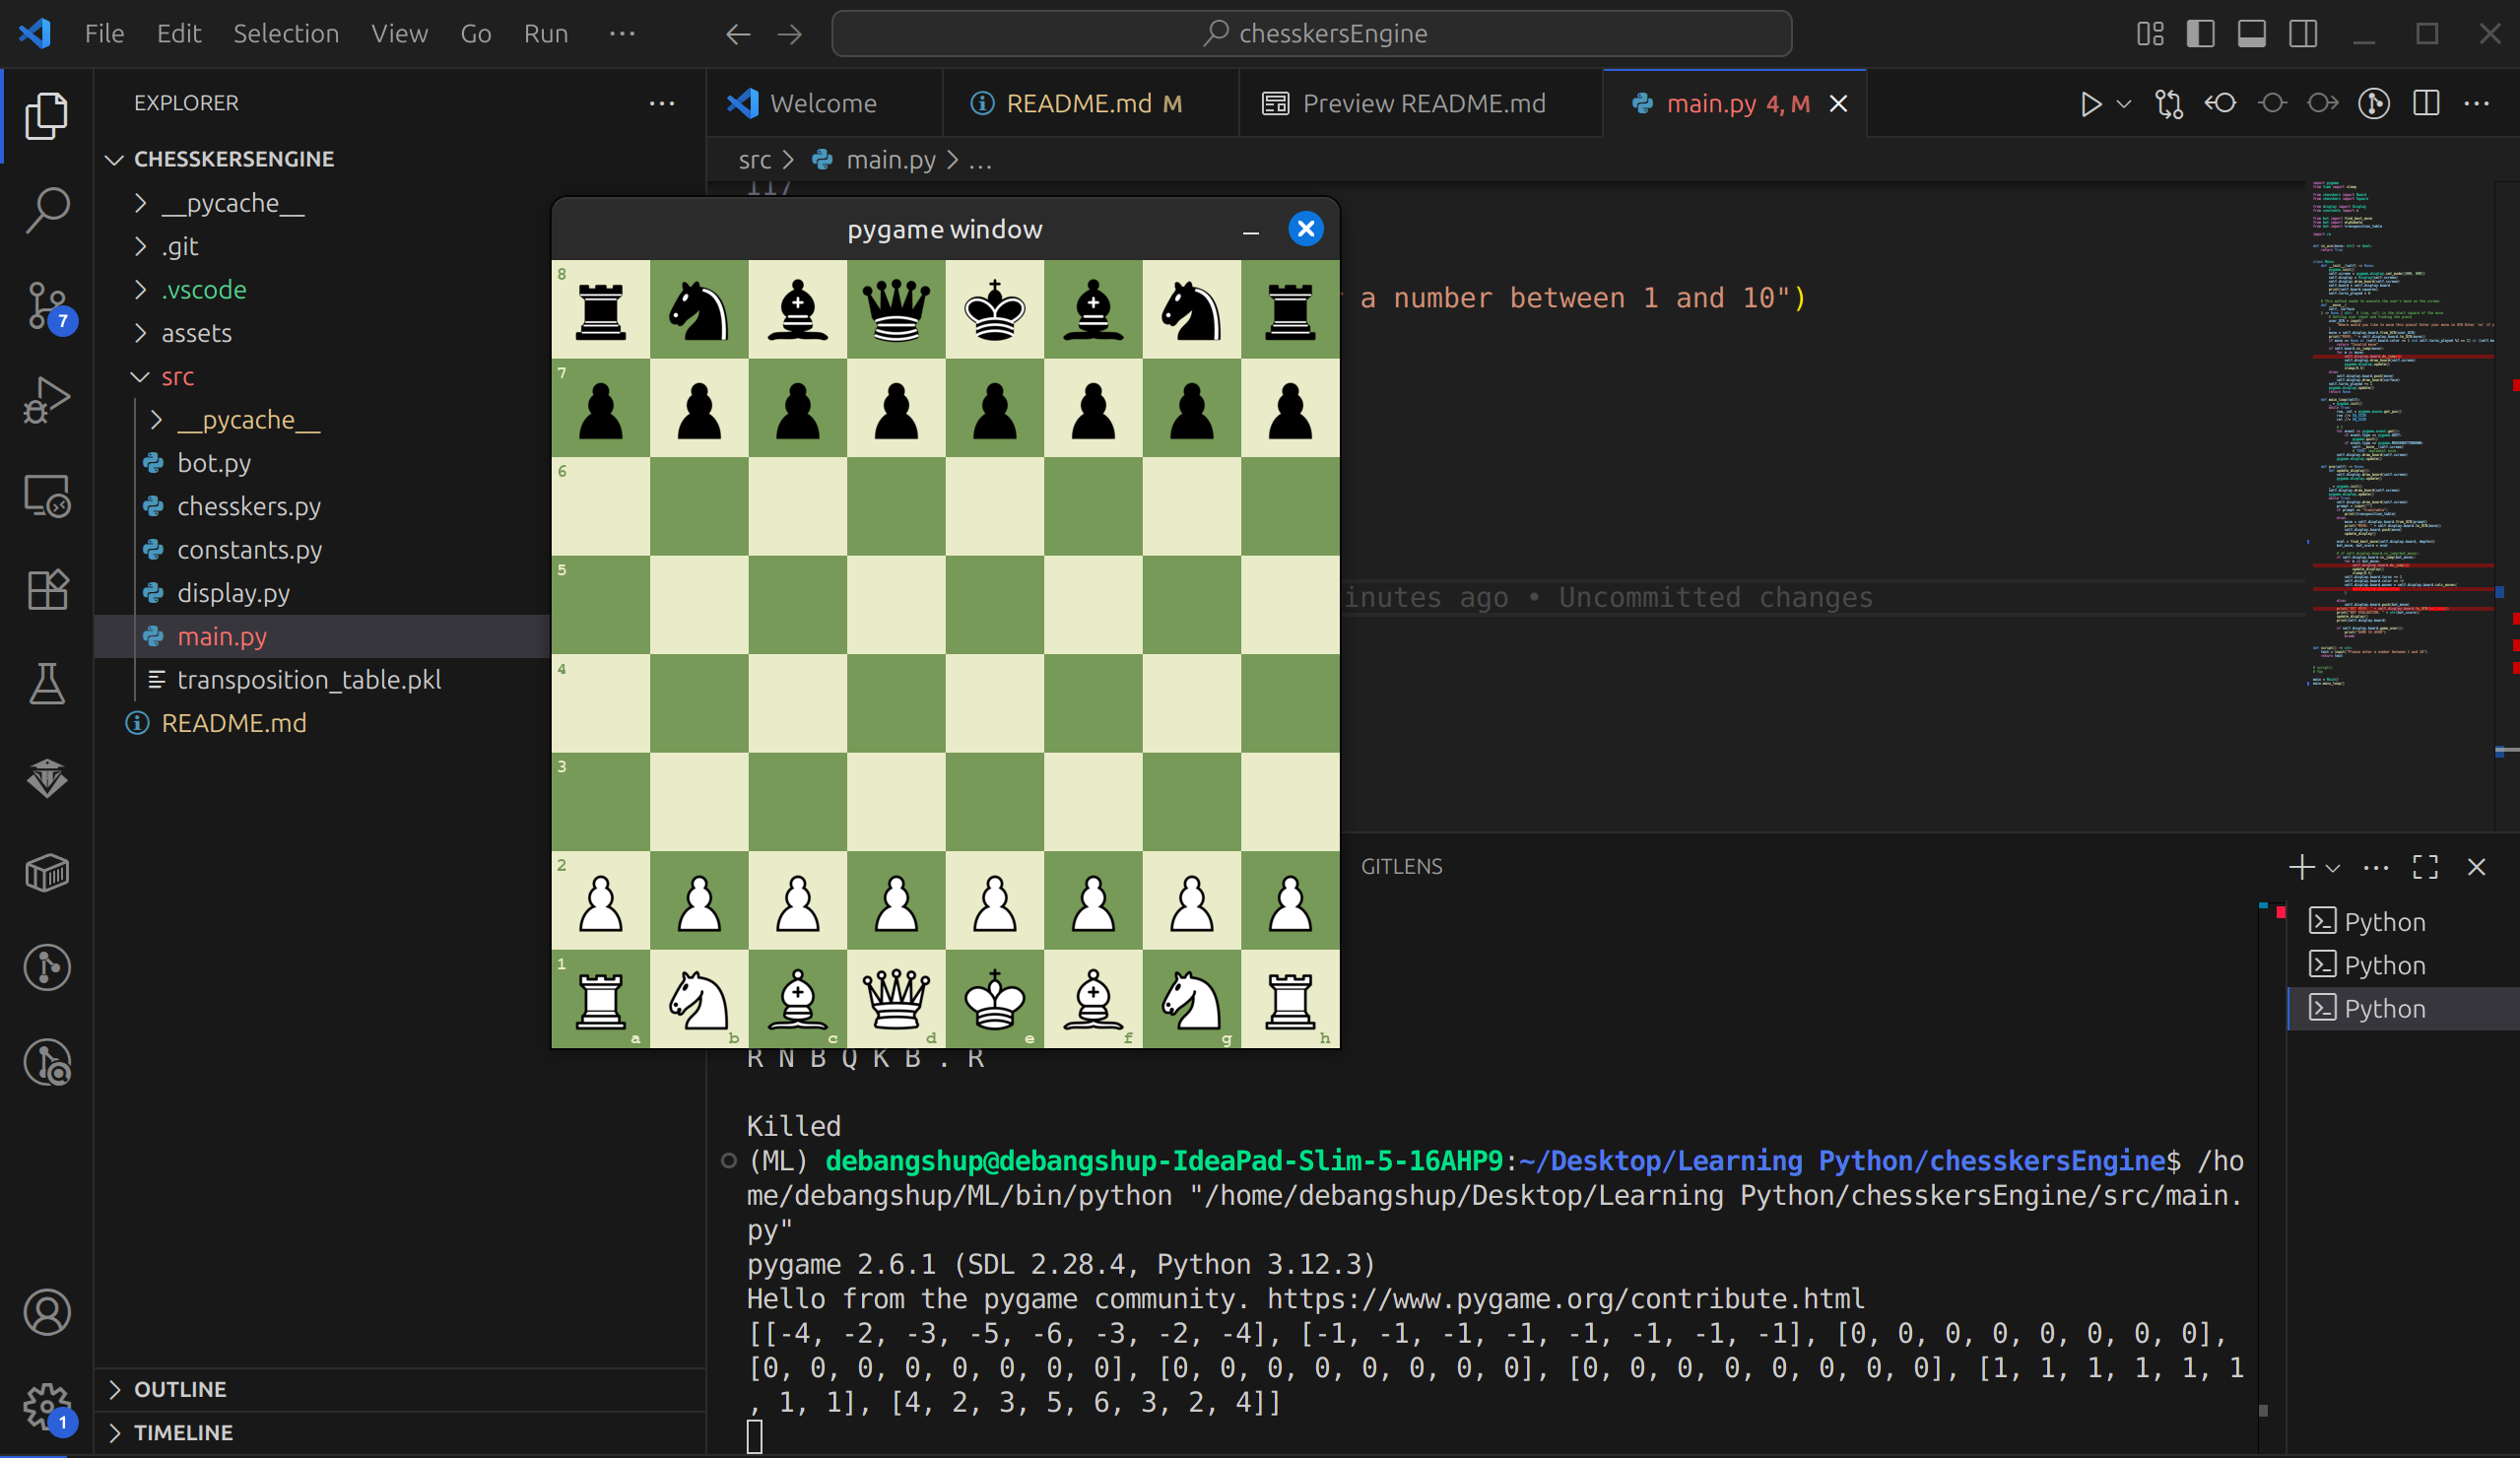 File Edit Selection View Go Run ···
chesskersEngine
EXPLORER
CHESSKERSENGINE
__pycache__
.git
.vscode
assets
src
__pycache__
bot.py
chesskers.py
constants.py
display.py
main.py
transposition_table.pkl
README.md
OUTLINE
TIMELINE
7
1
Welcome
README.md M
Preview README.md
main.py 4, M
src > main.py > ...
117
a number between 1 and 10")
inutes ago • Uncommitted changes
pygame window
8
7
6
5
4
3
2
1
a b c d e f g h
GITLENS
Python
Python
Python
R N B Q K B . R
Killed
(ML) debangshup@debangshup-IdeaPad-Slim-5-16AHP9:~/Desktop/Learning Python/chesskersEngine$ /ho
me/debangshup/ML/bin/python "/home/debangshup/Desktop/Learning Python/chesskersEngine/src/main.
py"
pygame 2.6.1 (SDL 2.28.4, Python 3.12.3)
Hello from the pygame community. https://www.pygame.org/contribute.html
[[-4, -2, -3, -5, -6, -3, -2, -4], [-1, -1, -1, -1, -1, -1, -1, -1], [0, 0, 0, 0, 0, 0, 0, 0],
[0, 0, 0, 0, 0, 0, 0, 0], [0, 0, 0, 0, 0, 0, 0, 0], [0, 0, 0, 0, 0, 0, 0, 0], [1, 1, 1, 1, 1, 1
, 1, 1], [4, 2, 3, 5, 6, 3, 2, 4]]